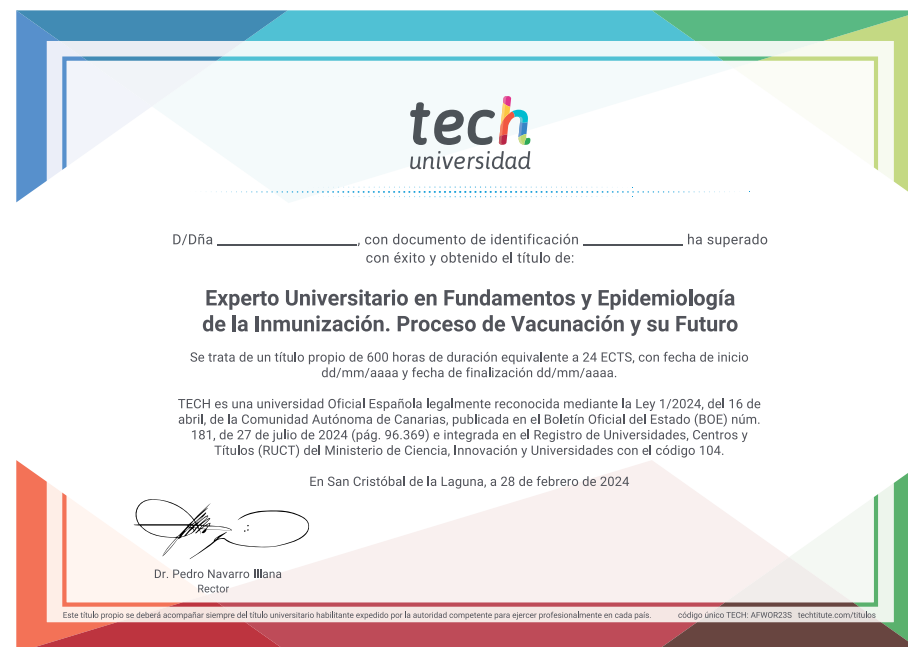 tech
universidad
D/Dña ____________, con documento de identificación ____________ ha superado
con éxito y obtenido el título de:
Experto Universitario en Fundamentos y Epidemiología
de la Inmunización. Proceso de Vacunación y su Futuro
Se trata de un título propio de 600 horas de duración equivalente a 24 ECTS, con fecha de inicio
dd/mm/aaaa y fecha de finalización dd/mm/aaaa.
TECH es una universidad Oficial Española legalmente reconocida mediante la Ley 1/2024, del 16 de
abril, de la Comunidad Autónoma de Canarias, publicada en el Boletín Oficial del Estado (BOE) núm.
181, de 27 de julio de 2024 (pág. 96.369) e integrada en el Registro de Universidades, Centros y
Títulos (RUCT) del Ministerio de Ciencia, Innovación y Universidades con el código 104.
En San Cristóbal de la Laguna, a 28 de febrero de 2024
Dr. Pedro Navarro Illana
Rector
Este título propio se deberá acompañar siempre del título universitario habilitante expedido por la autoridad competente para ejercer profesionalmente en cada país. código único TECH: AFWOR23S techtitute.com/titulos